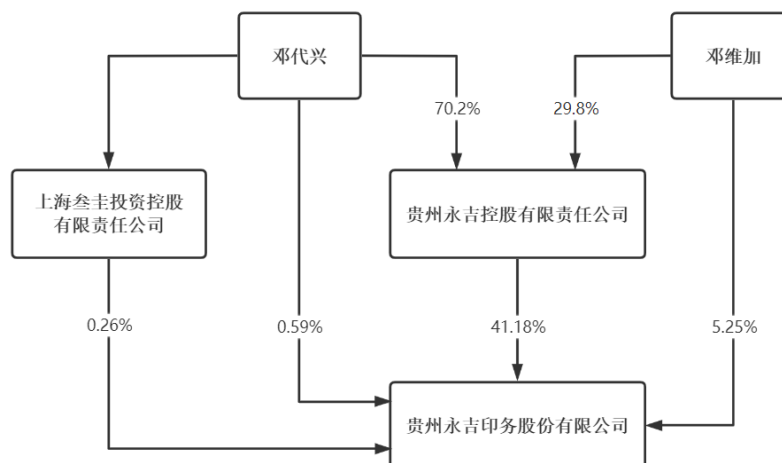 邓代兴
邓维加
70.2%
29.8%
上海叁圭投资控股
有限责任公司
贵州永吉控股有限责任公司
0.26%
0.59%
41.18%
5.25%
贵州永吉印务股份有限公司